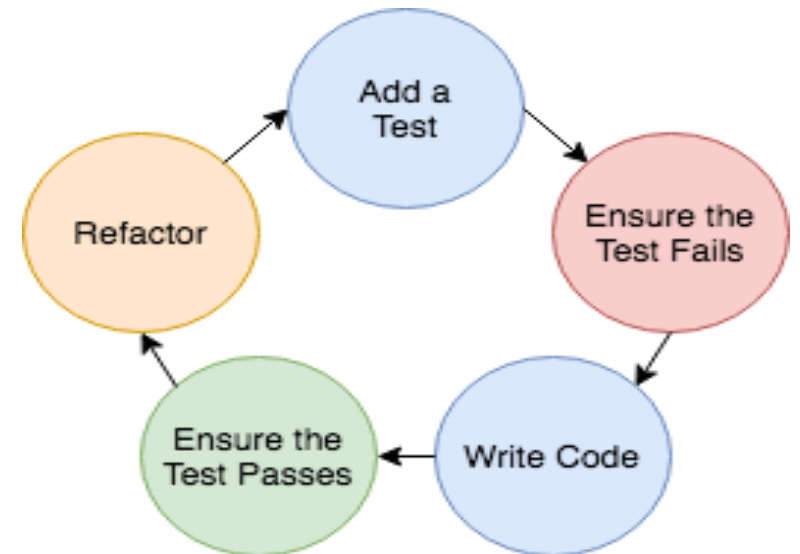 Add a
Test
Ensure the
Test Fails
Write Code
Ensure the
Test Passes
Refactor